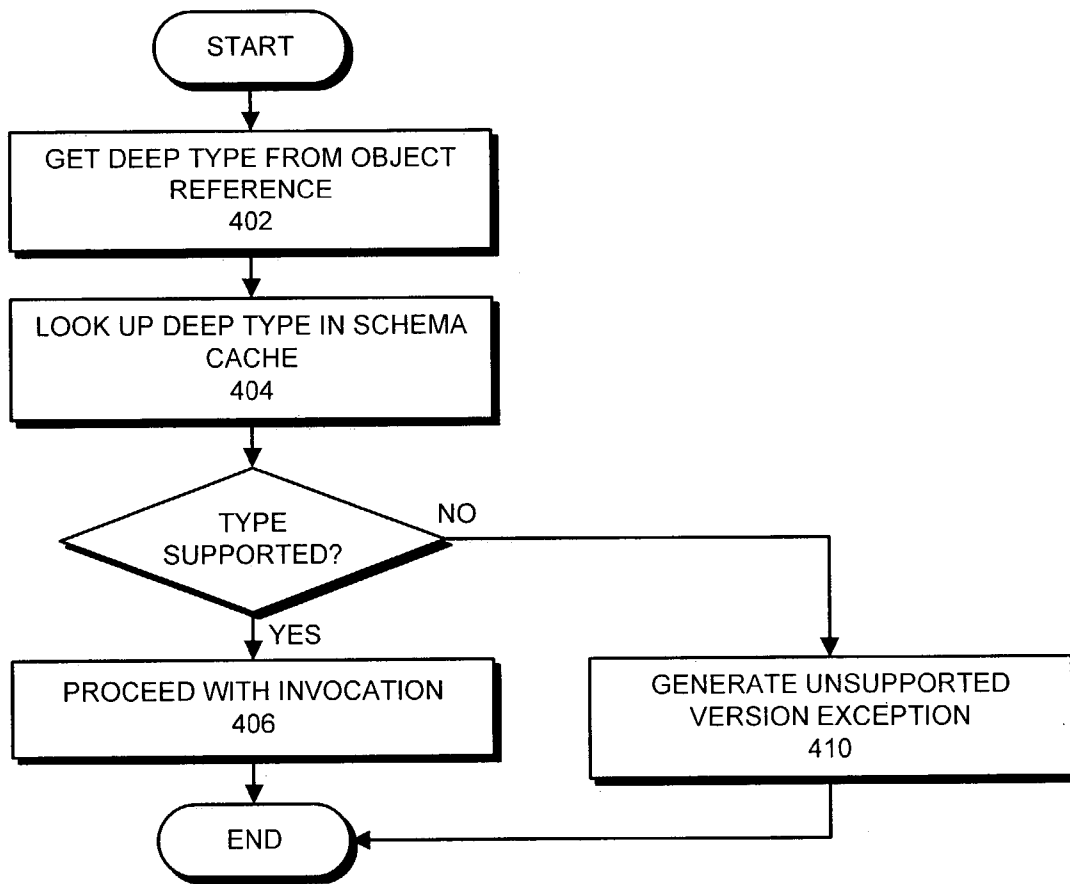 START
GET DEEP TYPE FROM OBJECT
REFERENCE
402
LOOK UP DEEP TYPE IN SCHEMA
CACHE
404
TYPE
SUPPORTED?
NO
YES
PROCEED WITH INVOCATION
406
GENERATE UNSUPPORTED
VERSION EXCEPTION
410
END